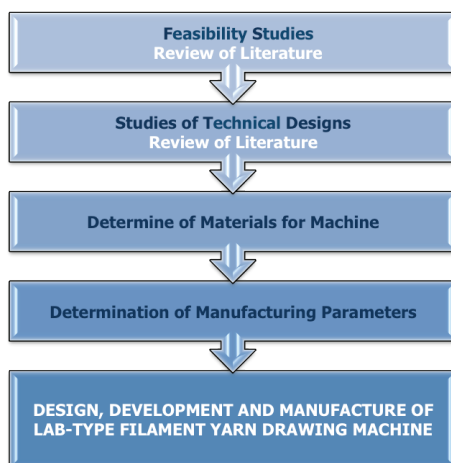 Feasibility Studies
Review of Literature
Studies of Technical Designs
Review of Literature
Determine of Materials for Machine
Determination of Manufacturing Parameters
DESIGN, DEVELOPMENT AND MANUFACTURE OF
LAB-TYPE FILAMENT YARN DRAWING MACHINE